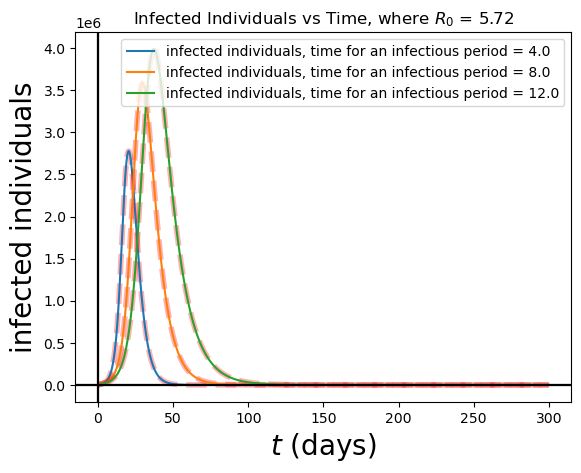 Infected Individuals vs Time, where $R_0$ = 5.72
1e6
infected individuals, time for an infectious period = 4.0
infected individuals, time for an infectious period = 8.0
infected individuals, time for an infectious period = 12.0
4.0
3.5
3.0
2.5
2.0
1.5
1.0
0.5
0.0
infected individuals
0 50 100 150 200 250 300
t (days)